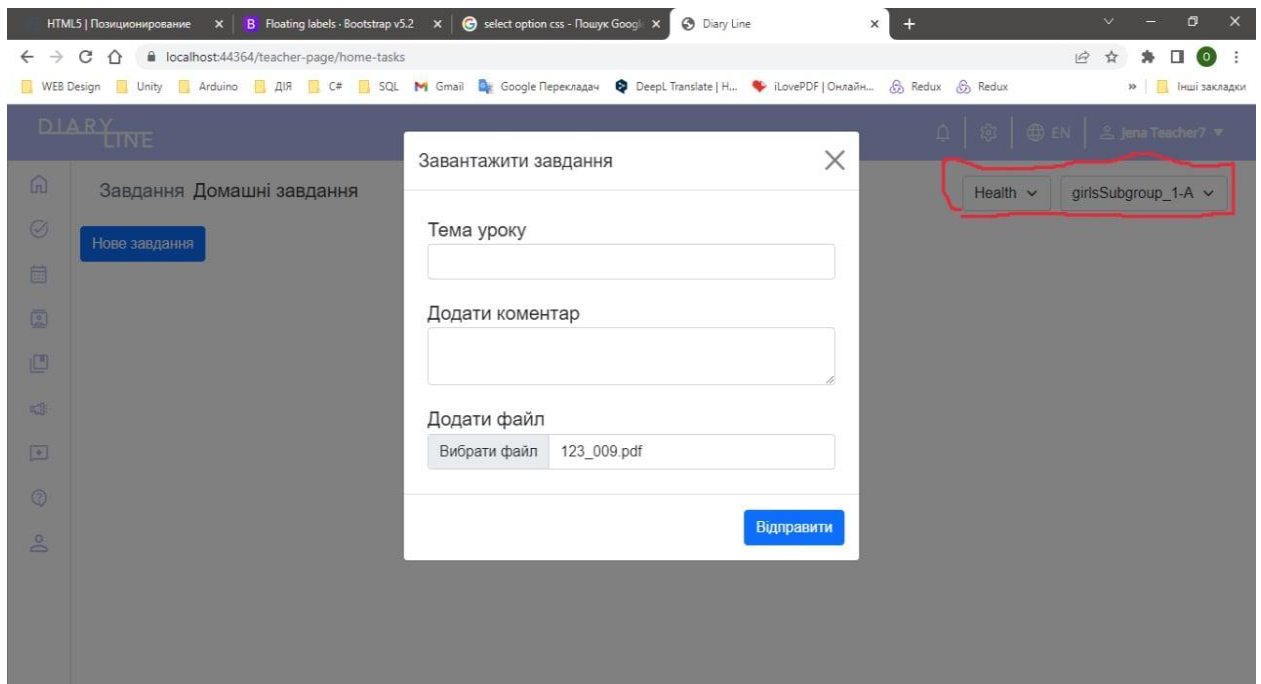 HTML5 | Позиционирование
Floating labels · Bootstrap v5.2
select option css - Пошук Googl
Diary Line
localhost:44364/teacher-page/home-tasks
WEB Design
Unity
Arduino
ДІЯ
C#
SQL
Gmail
Google Перекладач
DeepL Translate | H...
iLovePDF | Онлайн...
Redux
Redux
»
Інші закладки
DIARY
LINE
EN
Jena Teacher7
Завантажити завдання
Завдання Домашні завдання
Health
girlsSubgroup_1-A
Нове завдання
Тема уроку
Додати коментар
Додати файл
Вибрати файл 123_009.pdf
Відправити